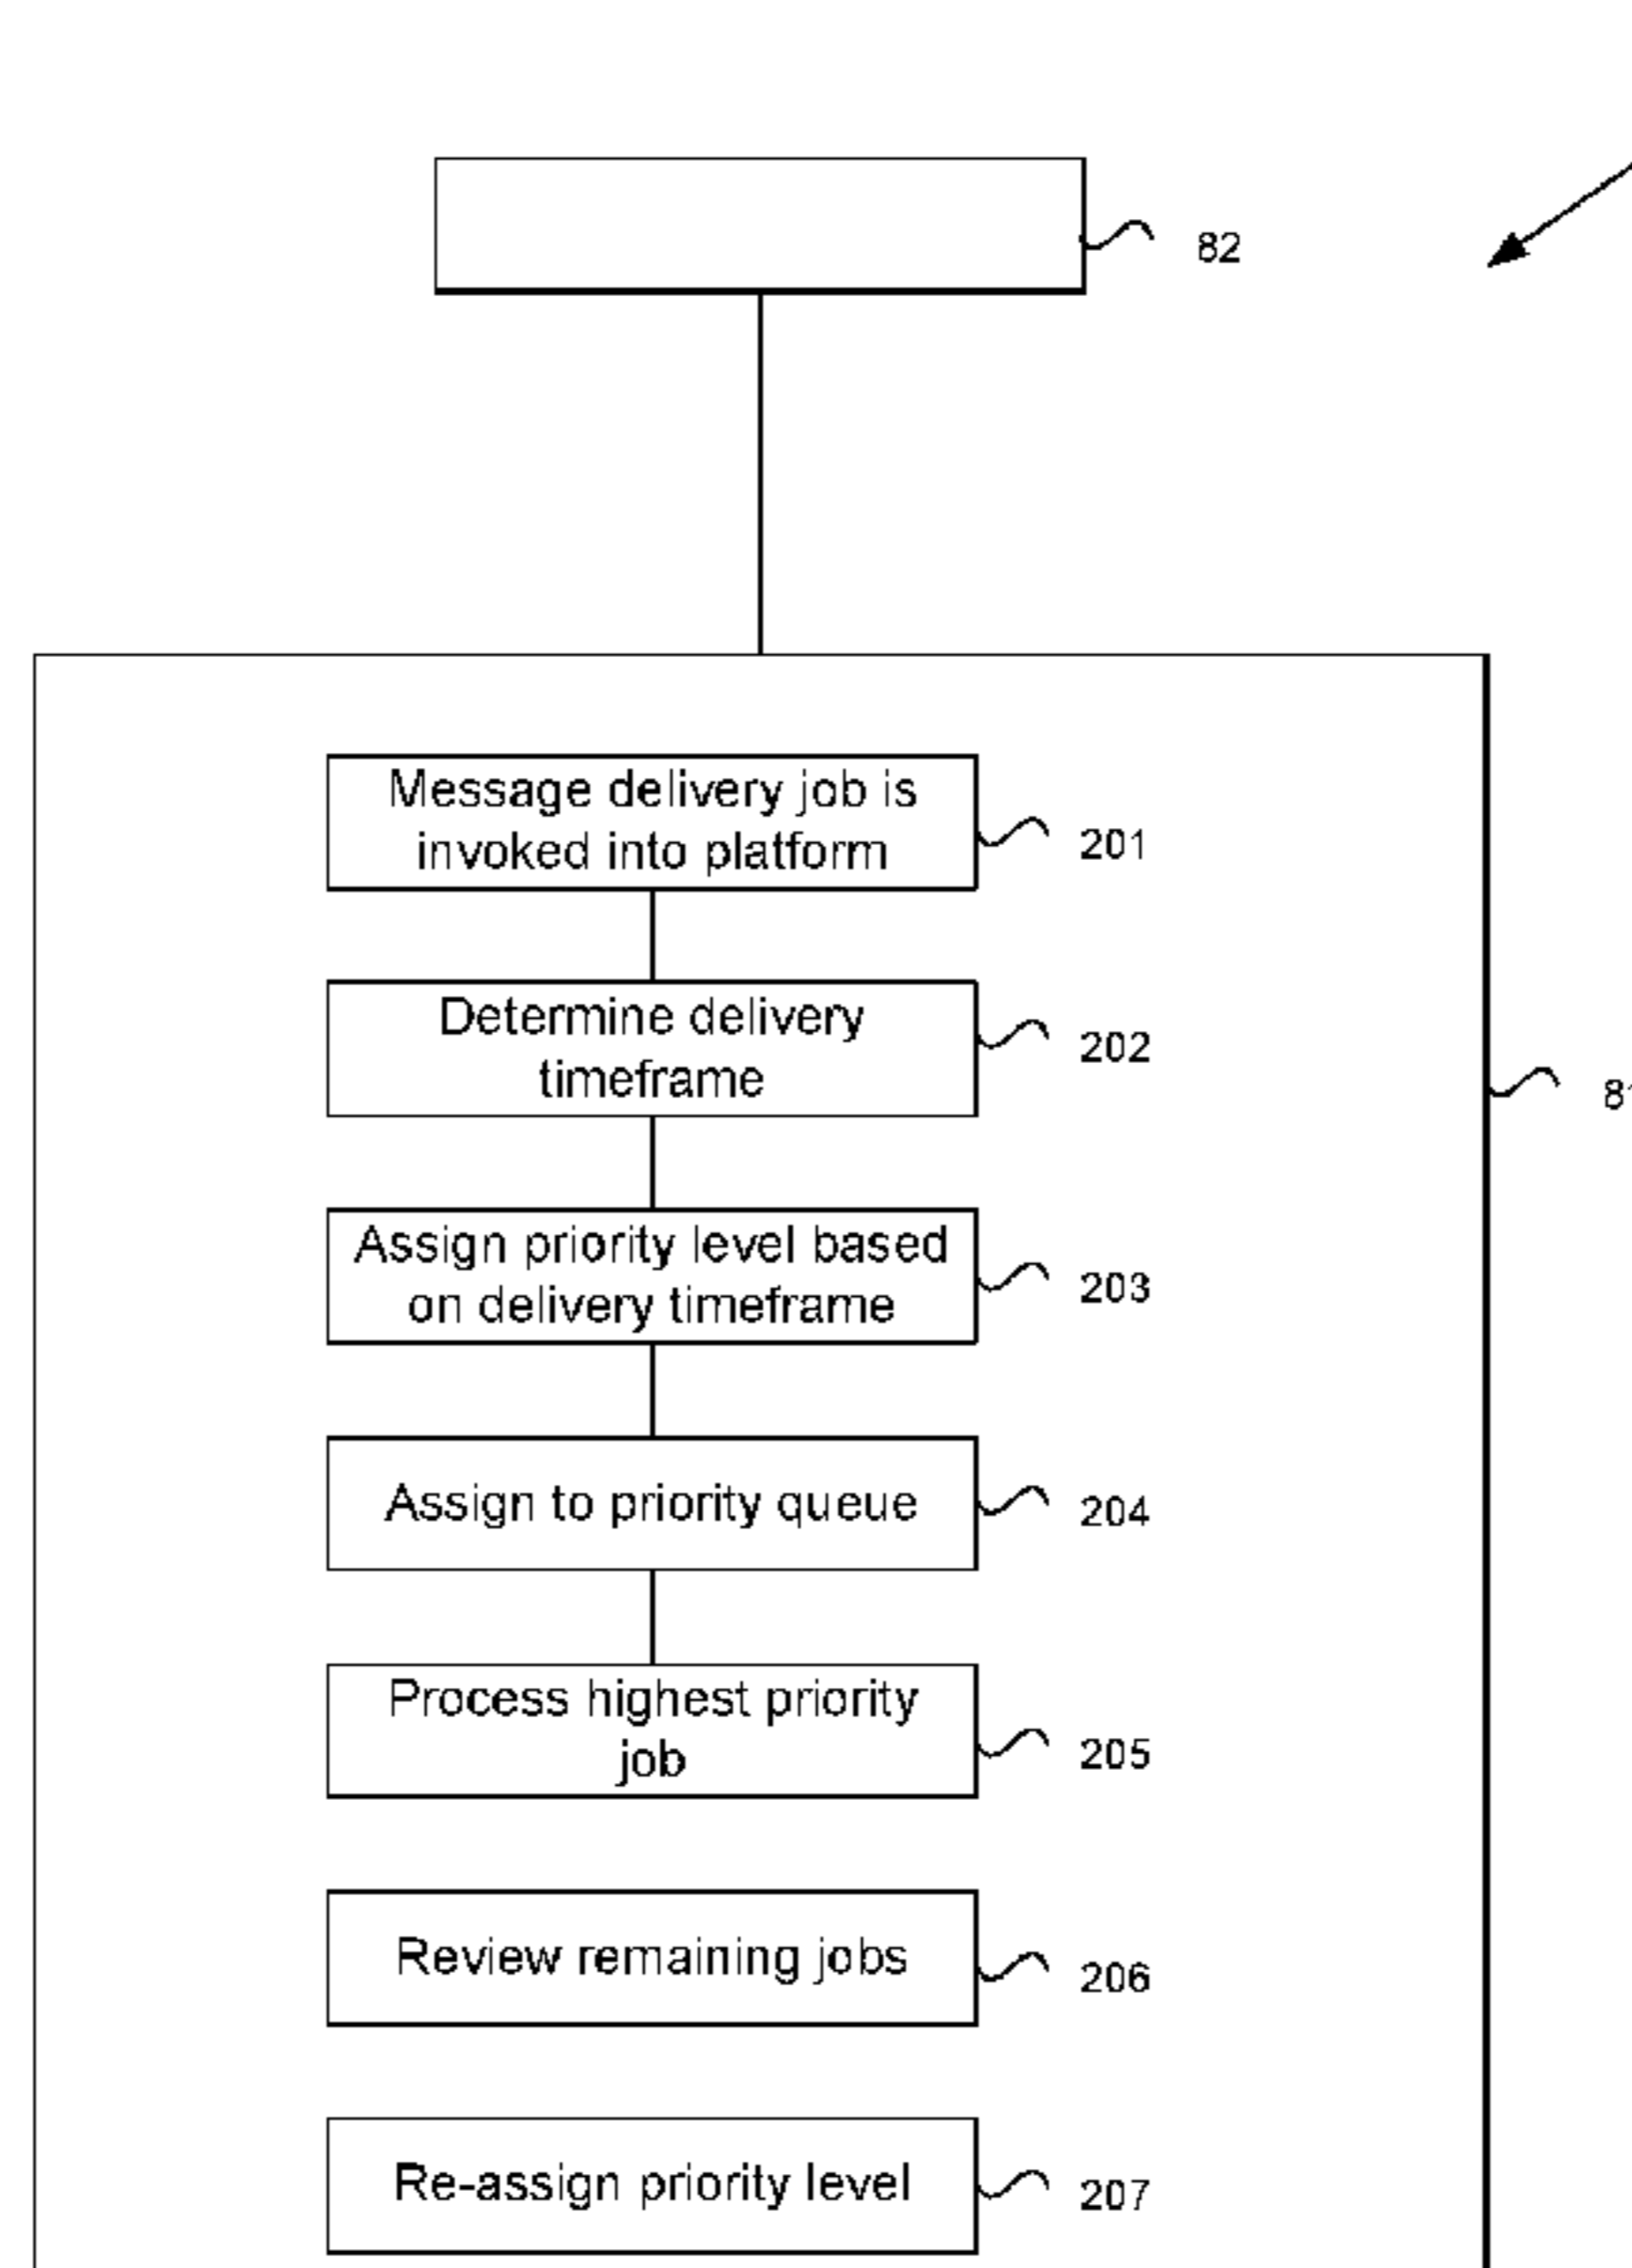 82
Message delivery job is
invoked into platform
201
Determine delivery
timeframe
202
Assign priority level based
on delivery timeframe
203
Assign to priority queue
204
Process highest priority
job
205
Review remaining jobs
206
Re-assign priority level
207